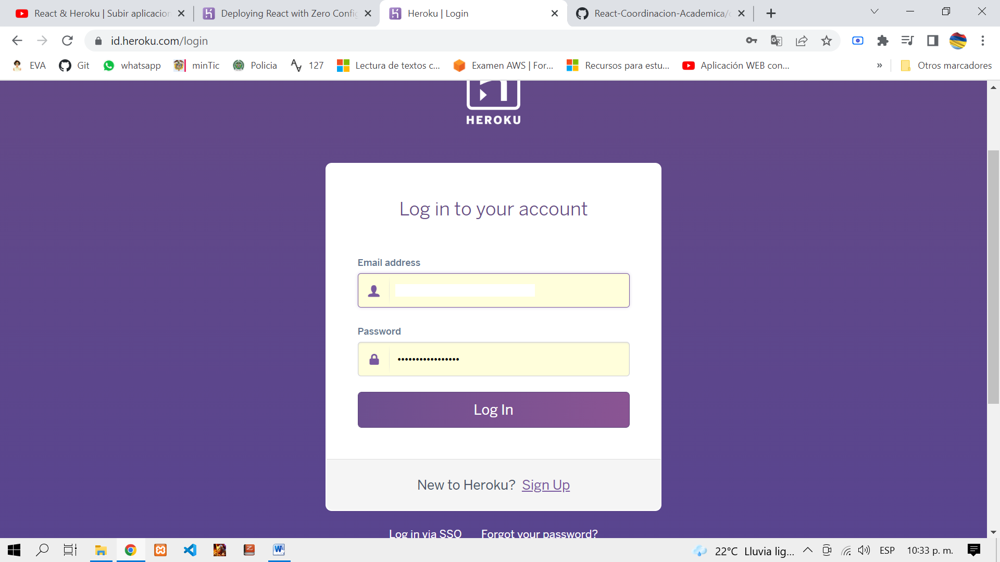 React & Heroku | Subir aplicacion
Deploying React with Zero Config
Heroku | Login
React-Coordinacion-Academica/c
id.heroku.com/login
EVA
Git
whatsapp
minTic
Policia
127
Lectura de textos c...
Examen AWS | For...
Recursos para estu...
Aplicación WEB con...
»
Otros marcadores
HEROKU
Log in to your account
Email address
Password
•••••••••••••••••
Log In
New to Heroku? Sign Up
Log in via SSO
Forgot your password?
22°C Lluvia lig...
ESP
10:33 p. m.